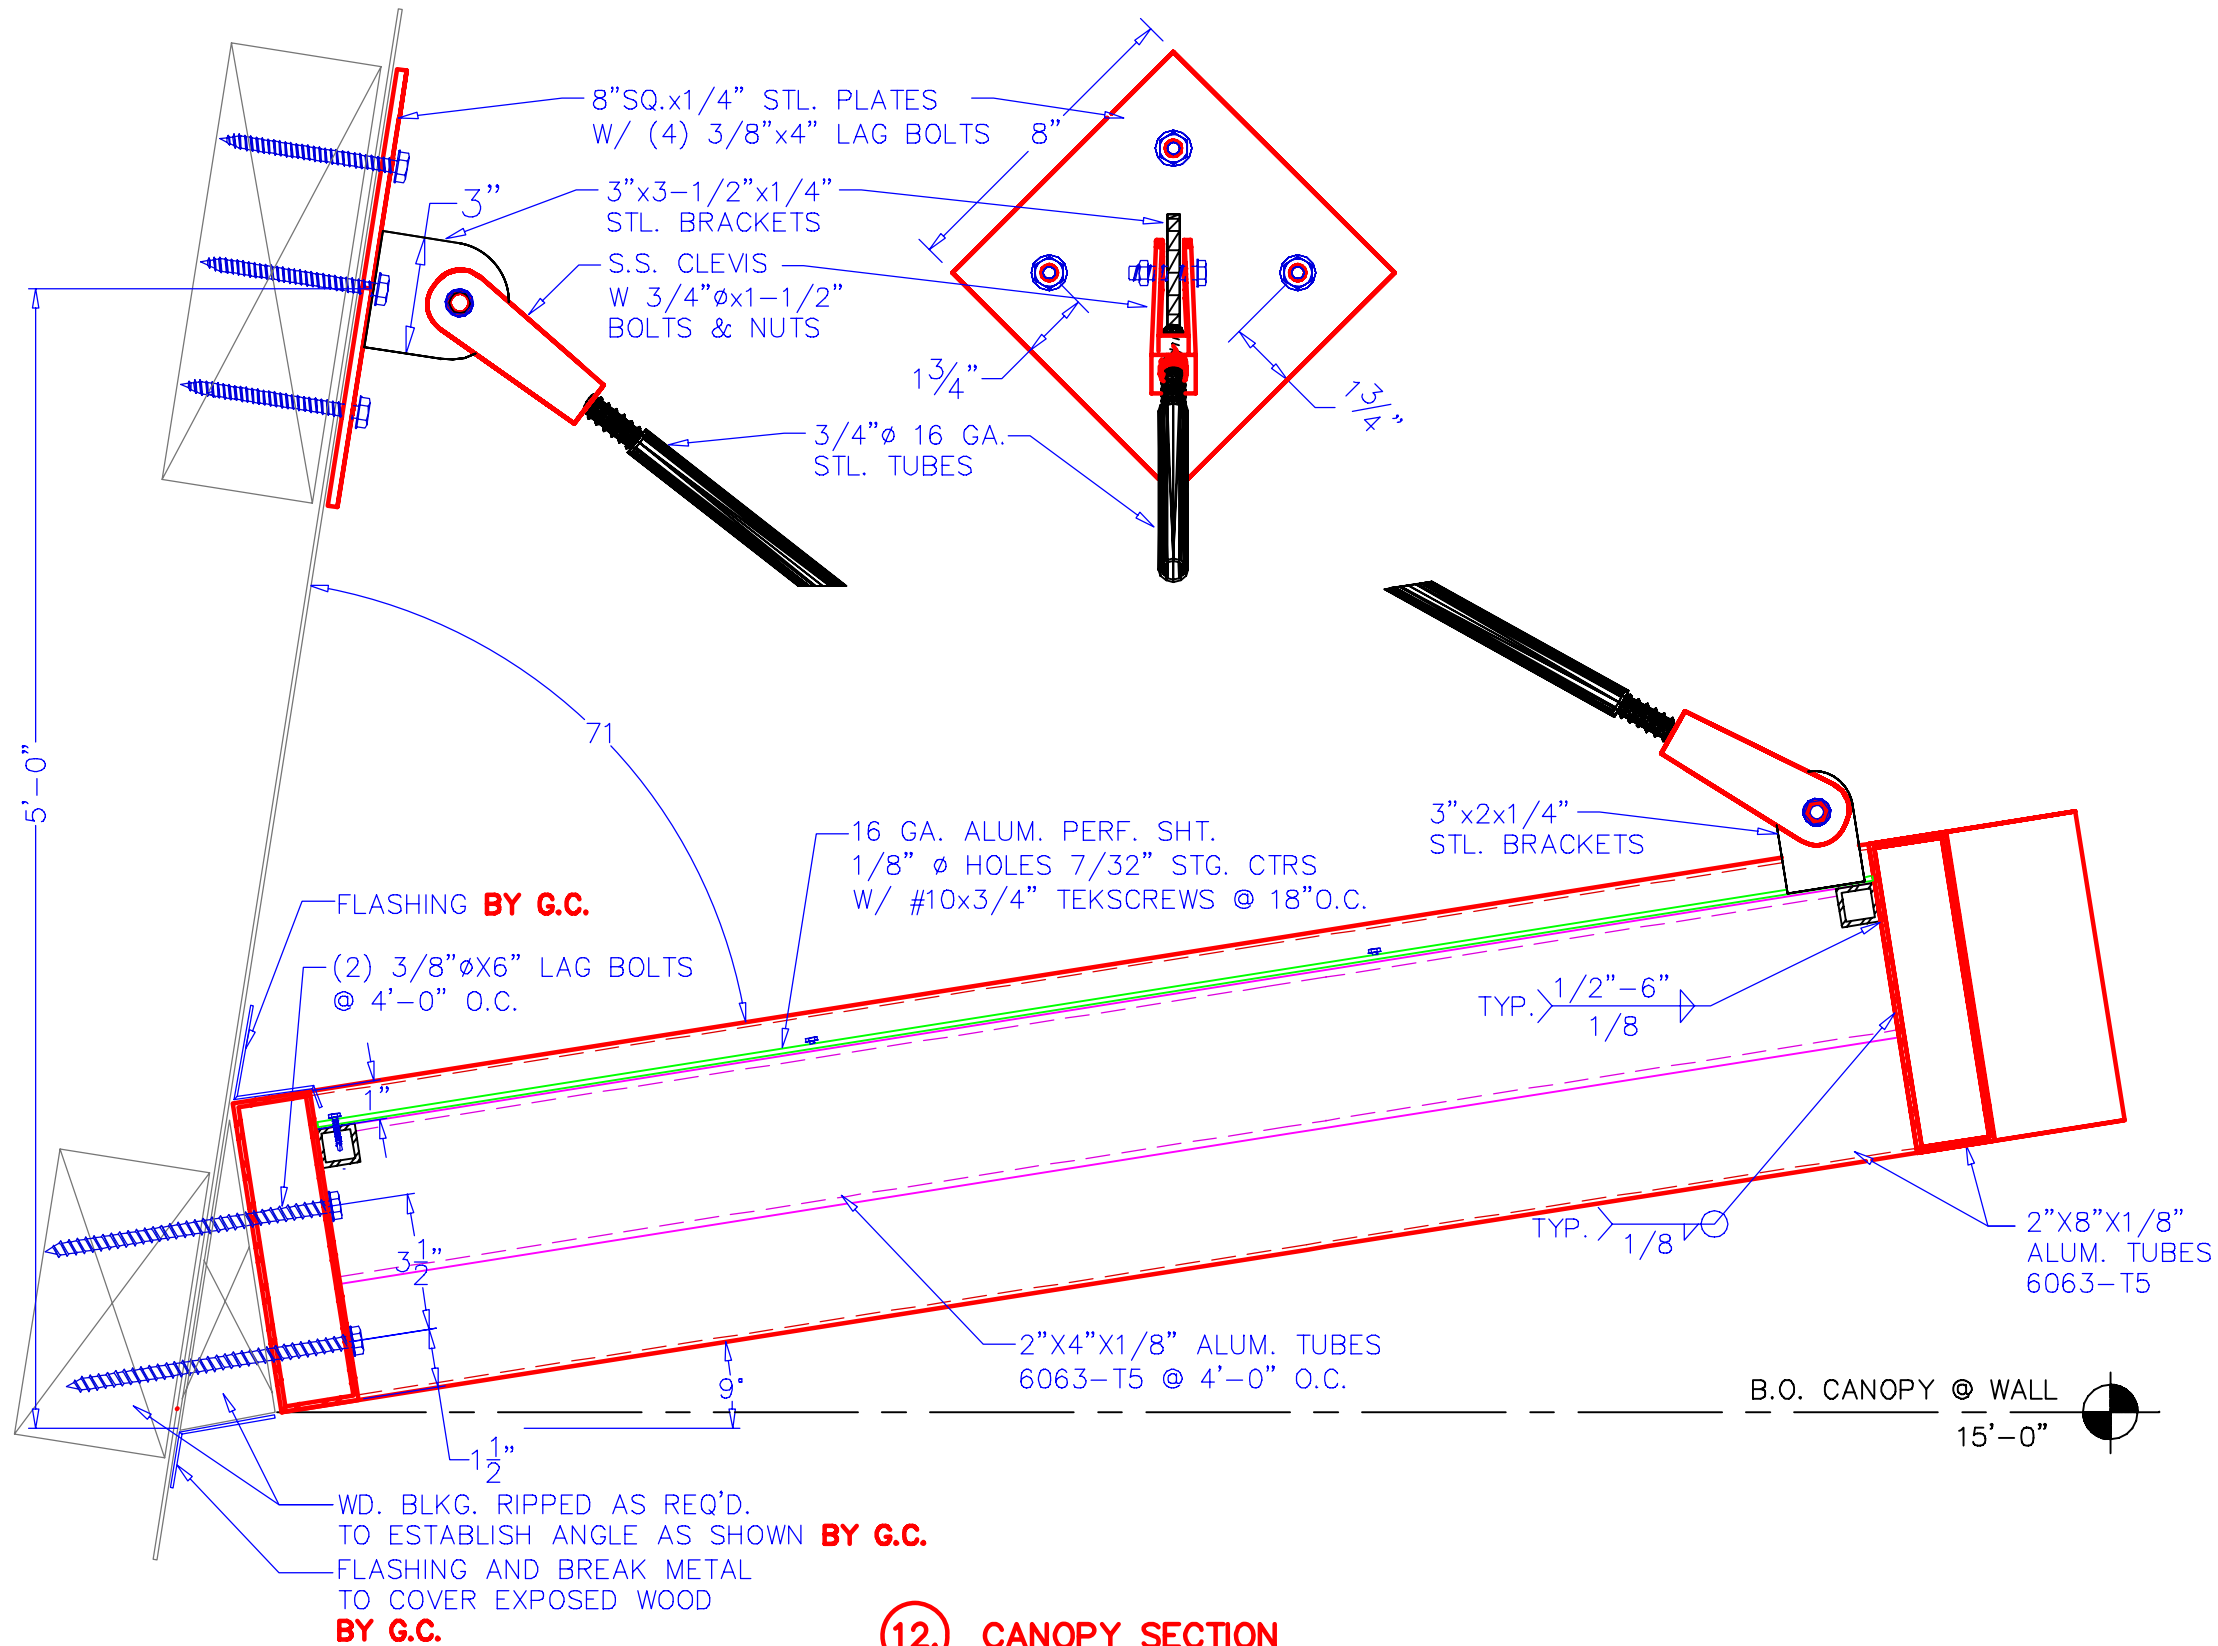 8”SQ.x1/4” STL. PLATES
W/ (4) 3/8”x4” LAG BOLTS
8”
3”
3”x3-1/2”x1/4”
STL. BRACKETS
S.S. CLEVIS
W 3/4”øx1-1/2”
BOLTS & NUTS
1 3/4”
1 3/4”
3/4”ø 16 GA.
STL. TUBES
71
5’-0”
16 GA. ALUM. PERF. SHT.
1/8” ø HOLES 7/32” STG. CTRS
W/ #10x3/4” TEKSCREWS @ 18”O.C.
3”x2x1/4”
STL. BRACKETS
FLASHING BY G.C.
(2) 3/8”øX6” LAG BOLTS
@ 4’-0” O.C.
1”
TYP. 1/2”-6”
1/8
3 1/2”
TYP. 1/8
2”X8”X1/8”
ALUM. TUBES
6063-T5
2”X4”X1/8” ALUM. TUBES
6063-T5 @ 4’-0” O.C.
9°
B.O. CANOPY @ WALL
15’-0”
1 1/2”
WD. BLKG. RIPPED AS REQ’D.
TO ESTABLISH ANGLE AS SHOWN BY G.C.
FLASHING AND BREAK METAL
TO COVER EXPOSED WOOD
BY G.C.
12. CANOPY SECTION